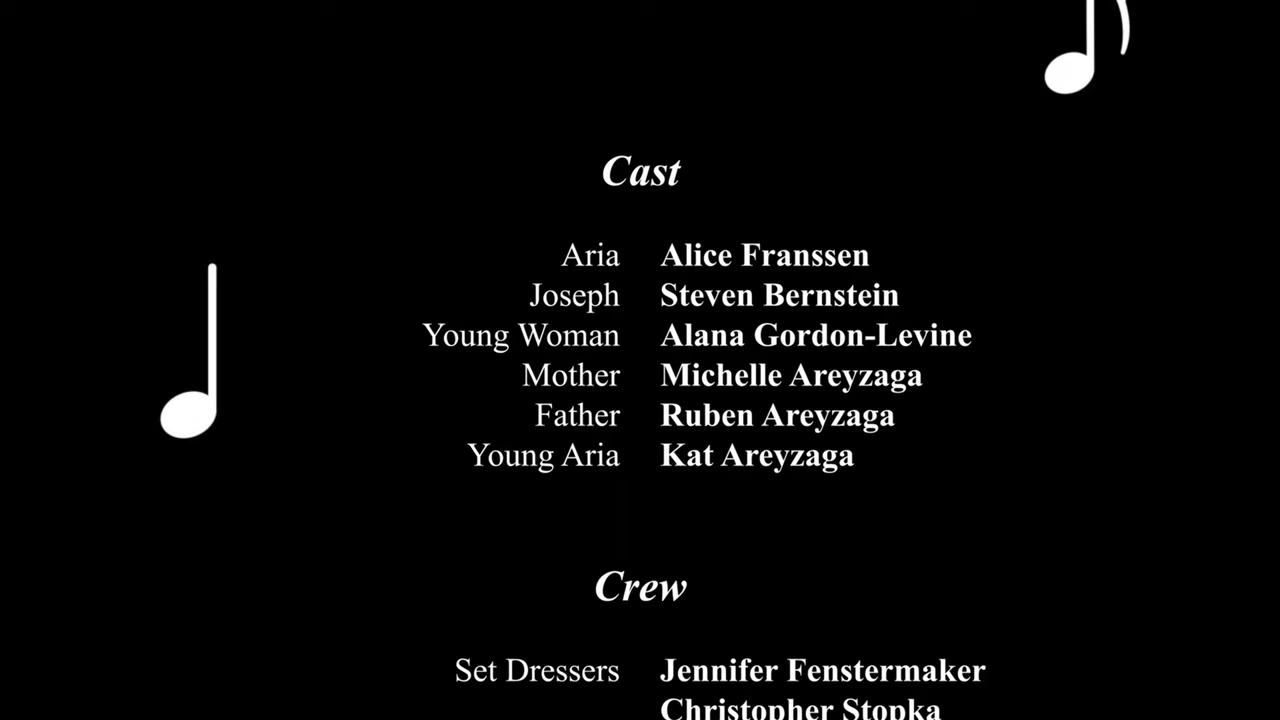 Cast
Aria Alice Franssen
Joseph Steven Bernstein
Young Woman Alana Gordon-Levine
Mother Michelle Areyzaga
Father Ruben Areyzaga
Young Aria Kat Areyzaga
Crew
Set Dressers Jennifer Fenstermaker
Christopher Stopka